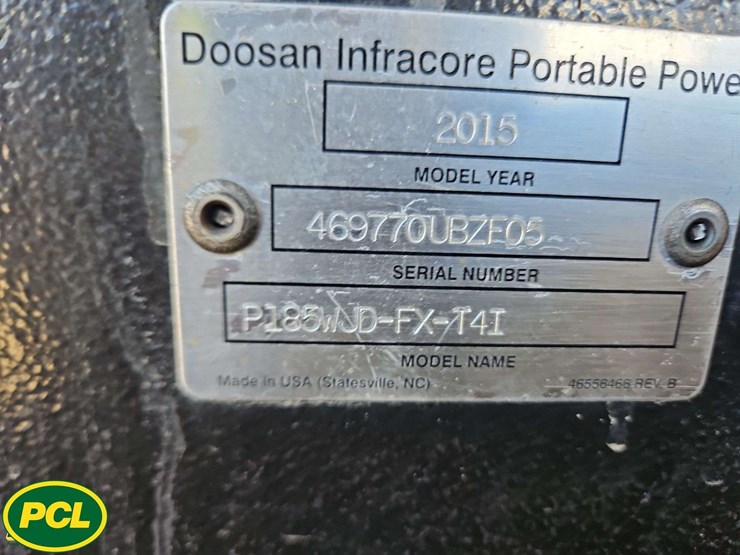 Doosan Infracore Portable Powe
2015
MODEL YEAR
469770UBZF05
SERIAL NUMBER
P185WJD-FX-T4I
MODEL NAME
Made in USA (Statesville, NC) 46556466 REV. B
PCL